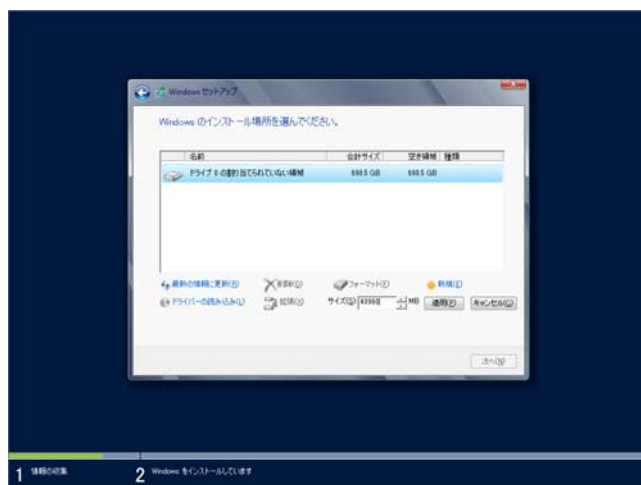 Windows セットアップ
Windows のインストール場所を選んでください。
名前 合計サイズ 空き領域 種類
ドライブ 0 の割り当てられていない領域
最新の情報に更新(R) 削除(D) フォーマット(F) 新規(E)
ドライバーの読み込み(L) 拡張(X) サイズ(S): MB 適用(P) キャンセル(C)
次へ(N)
1 情報の収集 2 Windows をインストールしています